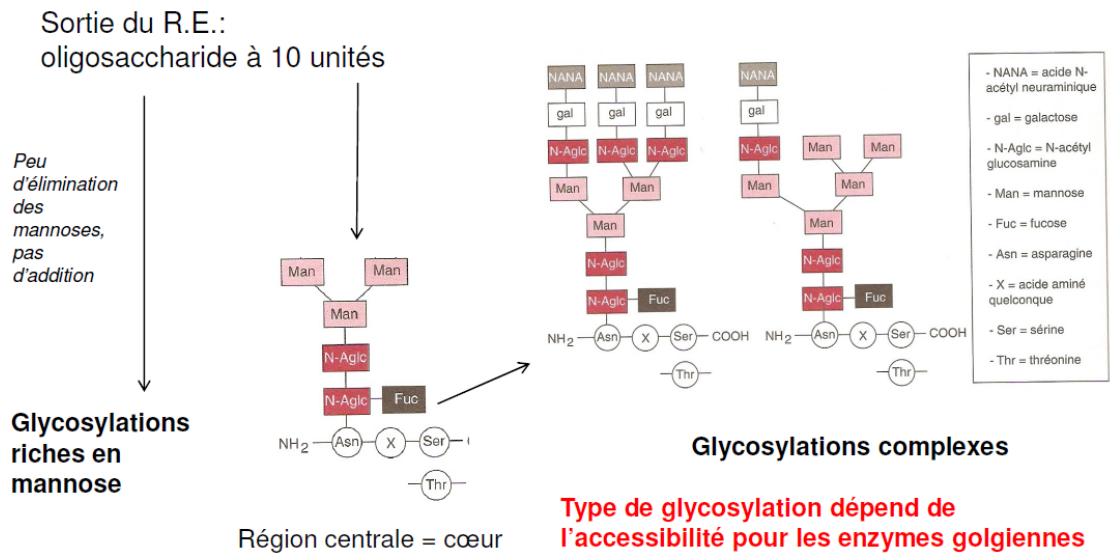 Sortie du R.E.:
oligosaccharide à 10 unités
Peu
d'élimination
des
mannoses,
pas
d'addition
Glycosylations
riches en
mannose
Man Man
Man
N-Aglc
N-Aglc Fuc
NH2 Asn X Ser
Thr
Région centrale = cœur
NANA NANA NANA
gal gal gal
N-Aglc N-Aglc N-Aglc
Man Man
Man
N-Aglc
N-Aglc Fuc
NH2 Asn X Ser COOH
Thr
NANA
gal
N-Aglc Man Man
Man Man
Man
N-Aglc
N-Aglc Fuc
NH2 Asn X Ser COOH
Thr
Glycosylations complexes
Type de glycosylation dépend de
l'accessibilité pour les enzymes golgiennes
- NANA = acide N-
acétyl neuraminique
- gal = galactose
- N-Aglc = N-acétyl
glucosamine
- Man = mannose
- Fuc = fucose
- Asn = asparagine
- X = acide aminé
quelconque
- Ser = sérine
- Thr = thréonine